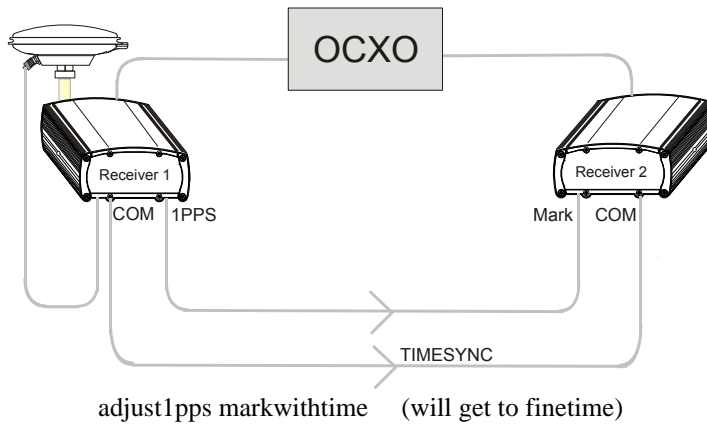 OCXO
Receiver 1
Receiver 2
COM 1PPS
Mark COM
TIMESYNC
adjust1pps markwithtime (will get to finetime)